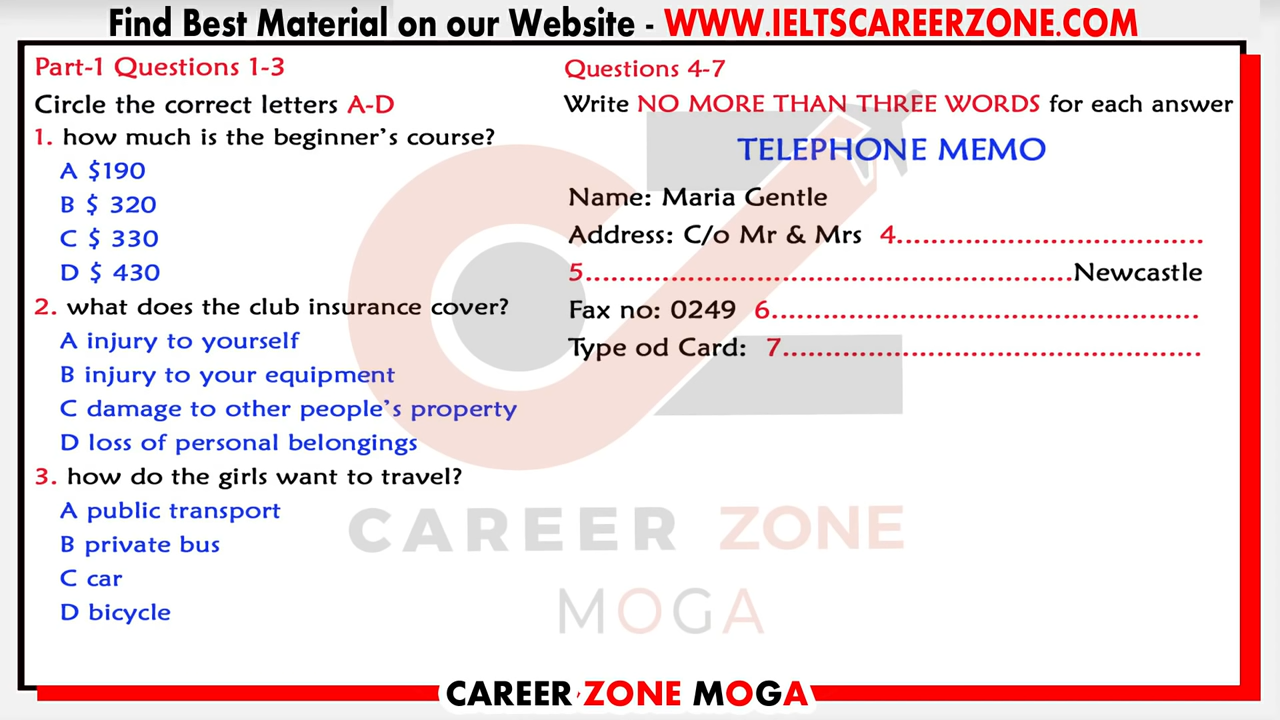 Find Best Material on our Website - WWW.IELTSCAREERZONE.COM
Part-1 Questions 1-3
Circle the correct letters A-D
1. how much is the beginner's course?
A $190
B $ 320
C $ 330
D $ 430
2. what does the club insurance cover?
A injury to yourself
B injury to your equipment
C damage to other people's property
D loss of personal belongings
3. how do the girls want to travel?
A public transport
B private bus
C car
D bicycle
Questions 4-7
Write NO MORE THAN THREE WORDS for each answer
TELEPHONE MEMO
Name: Maria Gentle
Address: C/o Mr & Mrs 4.......................................
5..............................................................Newcastle
Fax no: 0249 6......................................................
Type od Card: 7.....................................................
CAREER ZONE
MOGA
CAREER ZONE MOGA